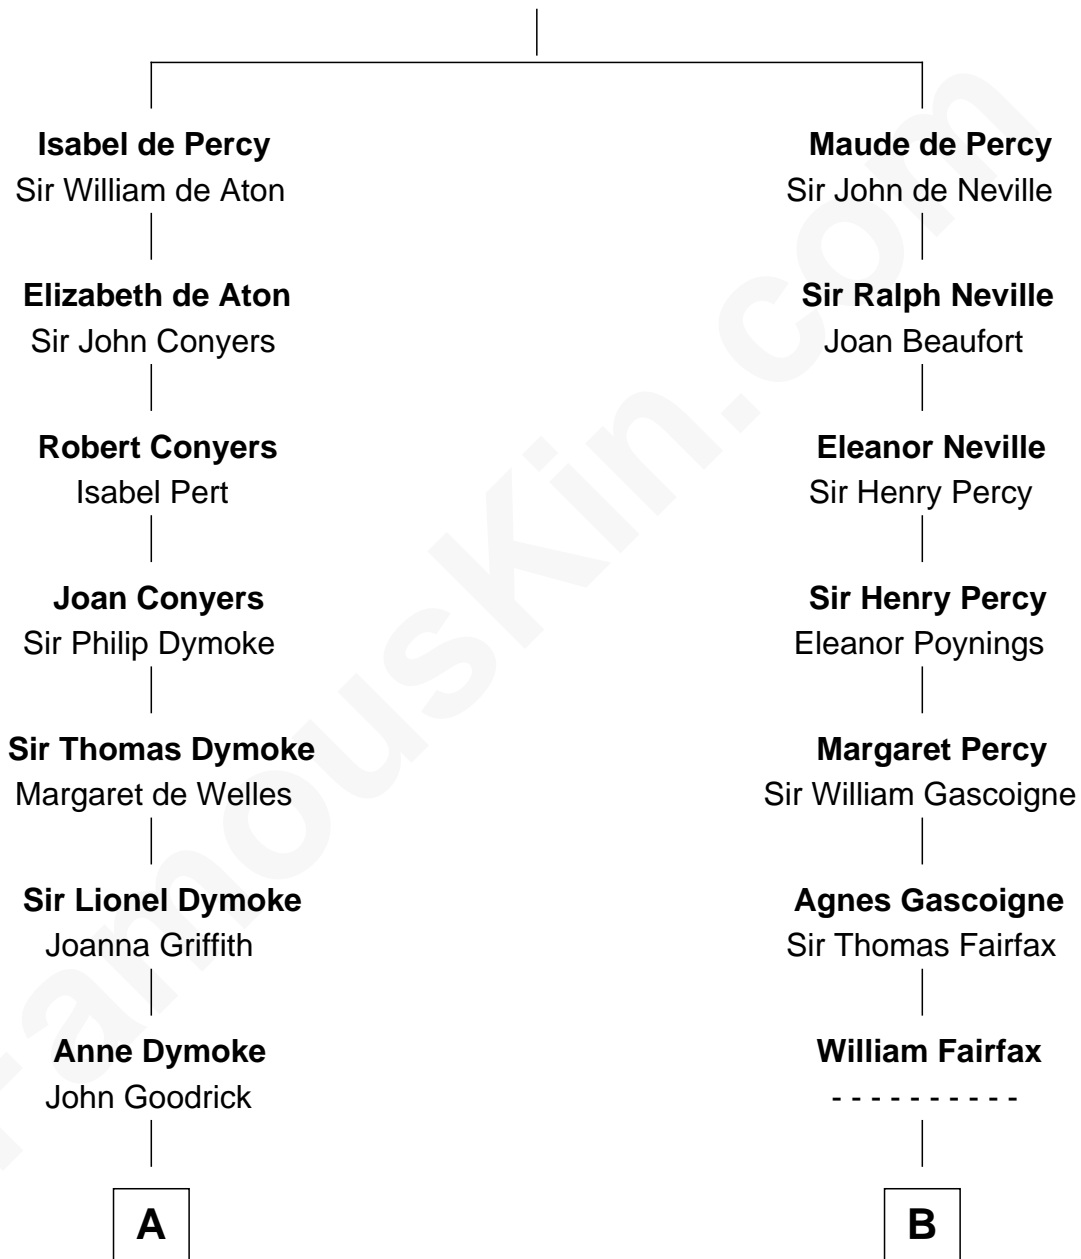 Isabel de Percy
Sir William de Aton
Elizabeth de Aton
Sir John Conyers
Robert Conyers
Isabel Pert
Joan Conyers
Sir Philip Dymoke
Sir Thomas Dymoke
Margaret de Welles
Sir Lionel Dymoke
Joanna Griffith
Anne Dymoke
John Goodrick
A
Maude de Percy
Sir John de Neville
Sir Ralph Neville
Joan Beaufort
Eleanor Neville
Sir Henry Percy
Sir Henry Percy
Eleanor Poynings
Margaret Percy
Sir William Gascoigne
Agnes Gascoigne
Sir Thomas Fairfax
William Fairfax
- - - - - - - - - -
B
FamousKin.com